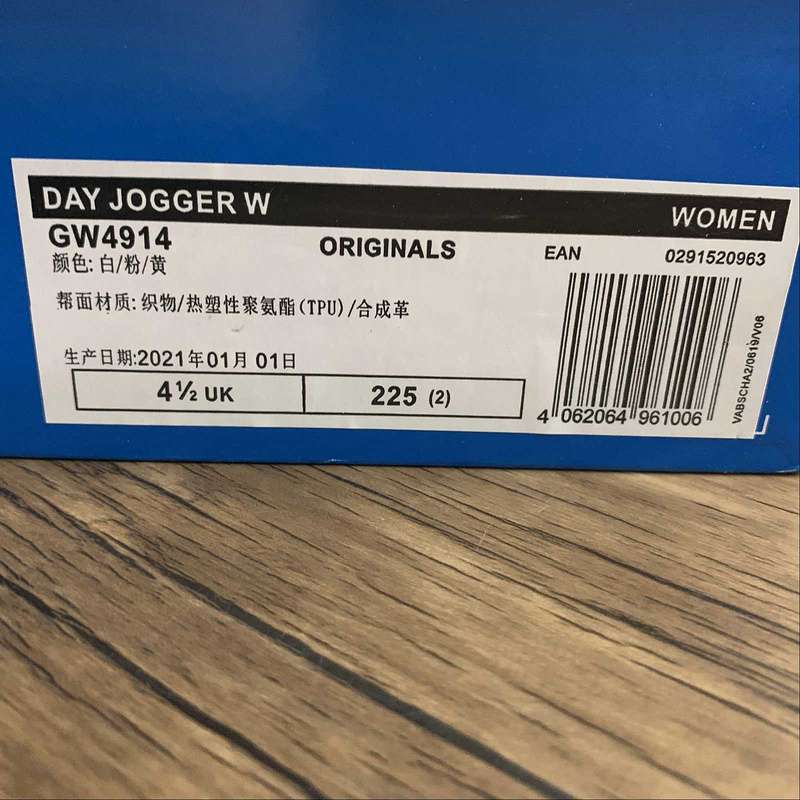 DAY JOGGER W
WOMEN
GW4914
ORIGINALS
EAN
0291520963
颜色:白/粉/黄
帮面材质:织物/热塑性聚氨酯(TPU)/合成革
生产日期:2021年01月 01日
4½ UK
225 (2)
4 062064 961006
VABSCHA2/0619/V06